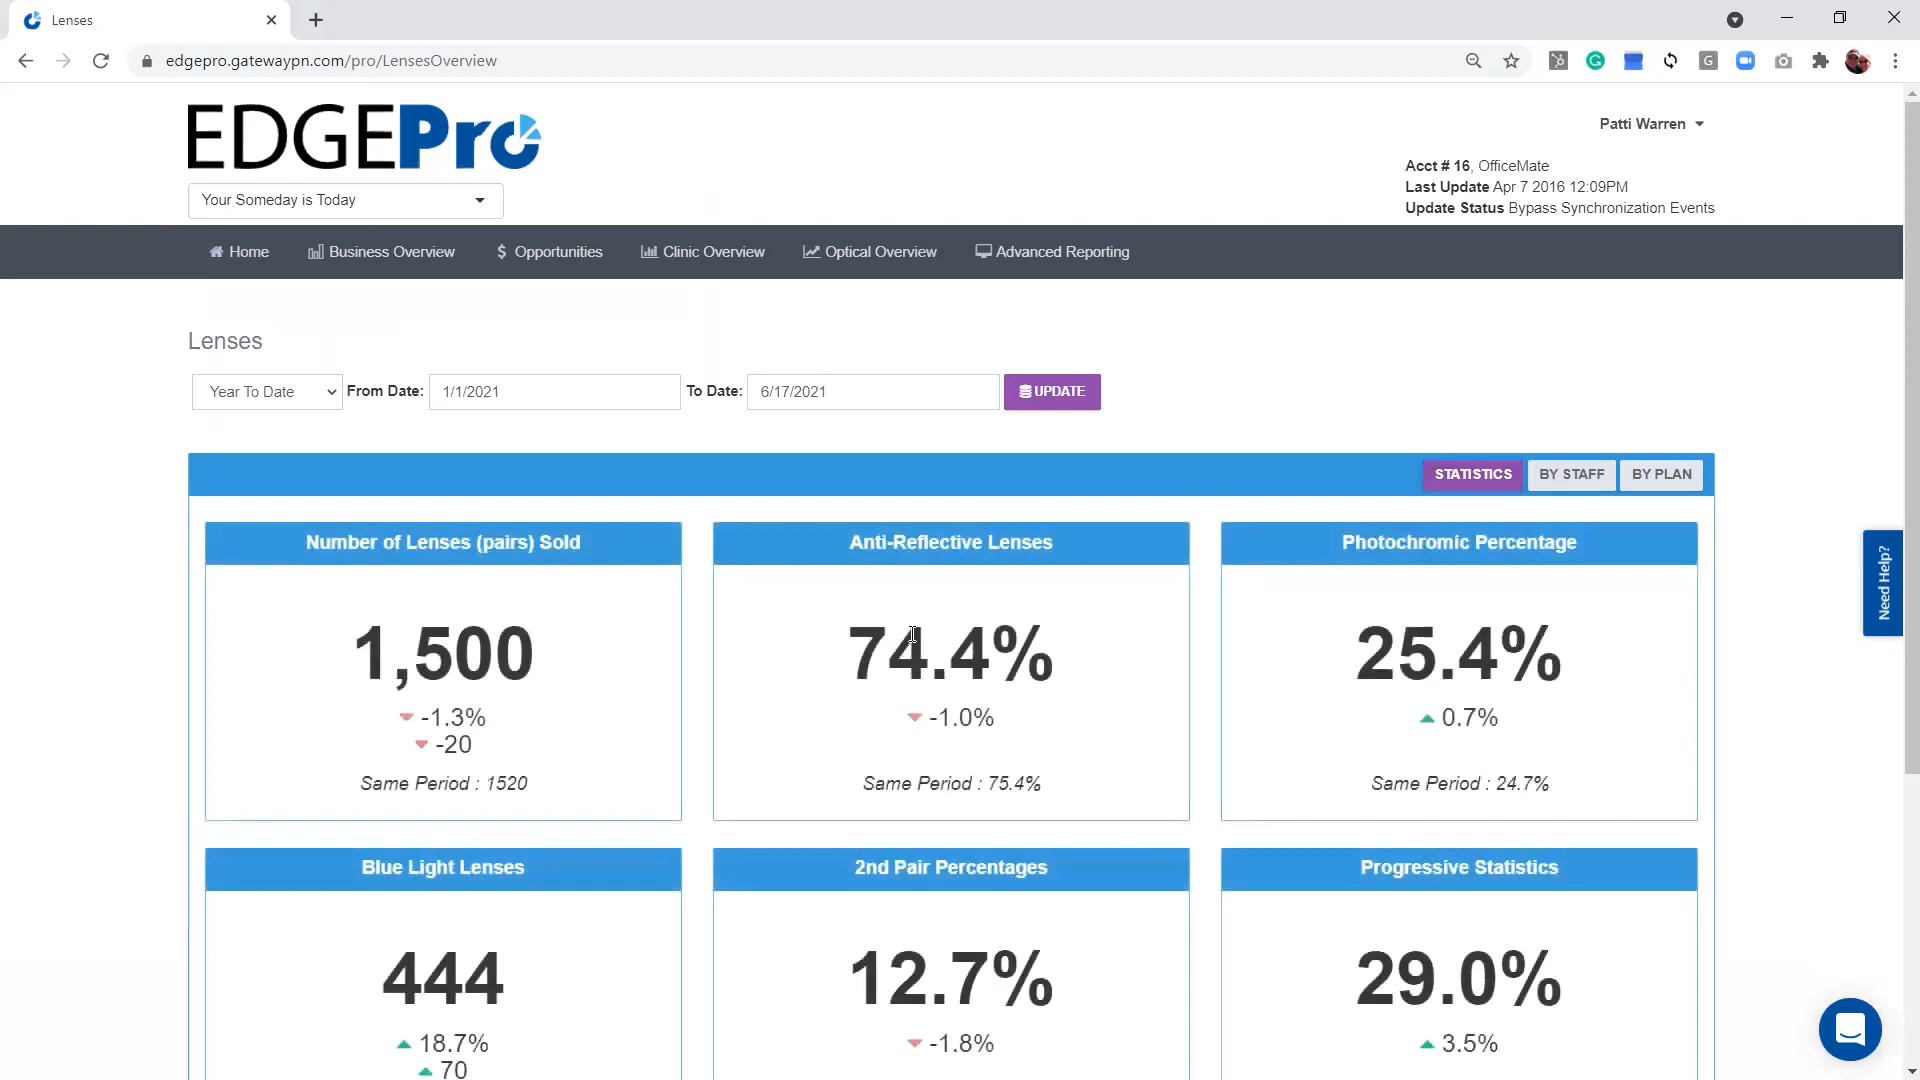 Lenses
edgepro.gatewaypn.com/pro/LensesOverview
G
EDGEPro
Patti Warren
Acct # 16, OfficeMate
Last Update Apr 7 2016 12:09PM
Update Status Bypass Synchronization Events
Your Someday is Today
Home
Business Overview
$ Opportunities
Clinic Overview
Optical Overview
Advanced Reporting
Lenses
Year To Date From Date: 1/1/2021 To Date: 6/17/2021 UPDATE
STATISTICS BY STAFF BY PLAN
Number of Lenses (pairs) Sold
1,500
-1.3%
-20
Same Period : 1520
Anti-Reflective Lenses
74.4%
-1.0%
Same Period : 75.4%
Photochromic Percentage
25.4%
0.7%
Same Period : 24.7%
Need Help?
Blue Light Lenses
444
18.7%
70
2nd Pair Percentages
12.7%
-1.8%
Progressive Statistics
29.0%
3.5%